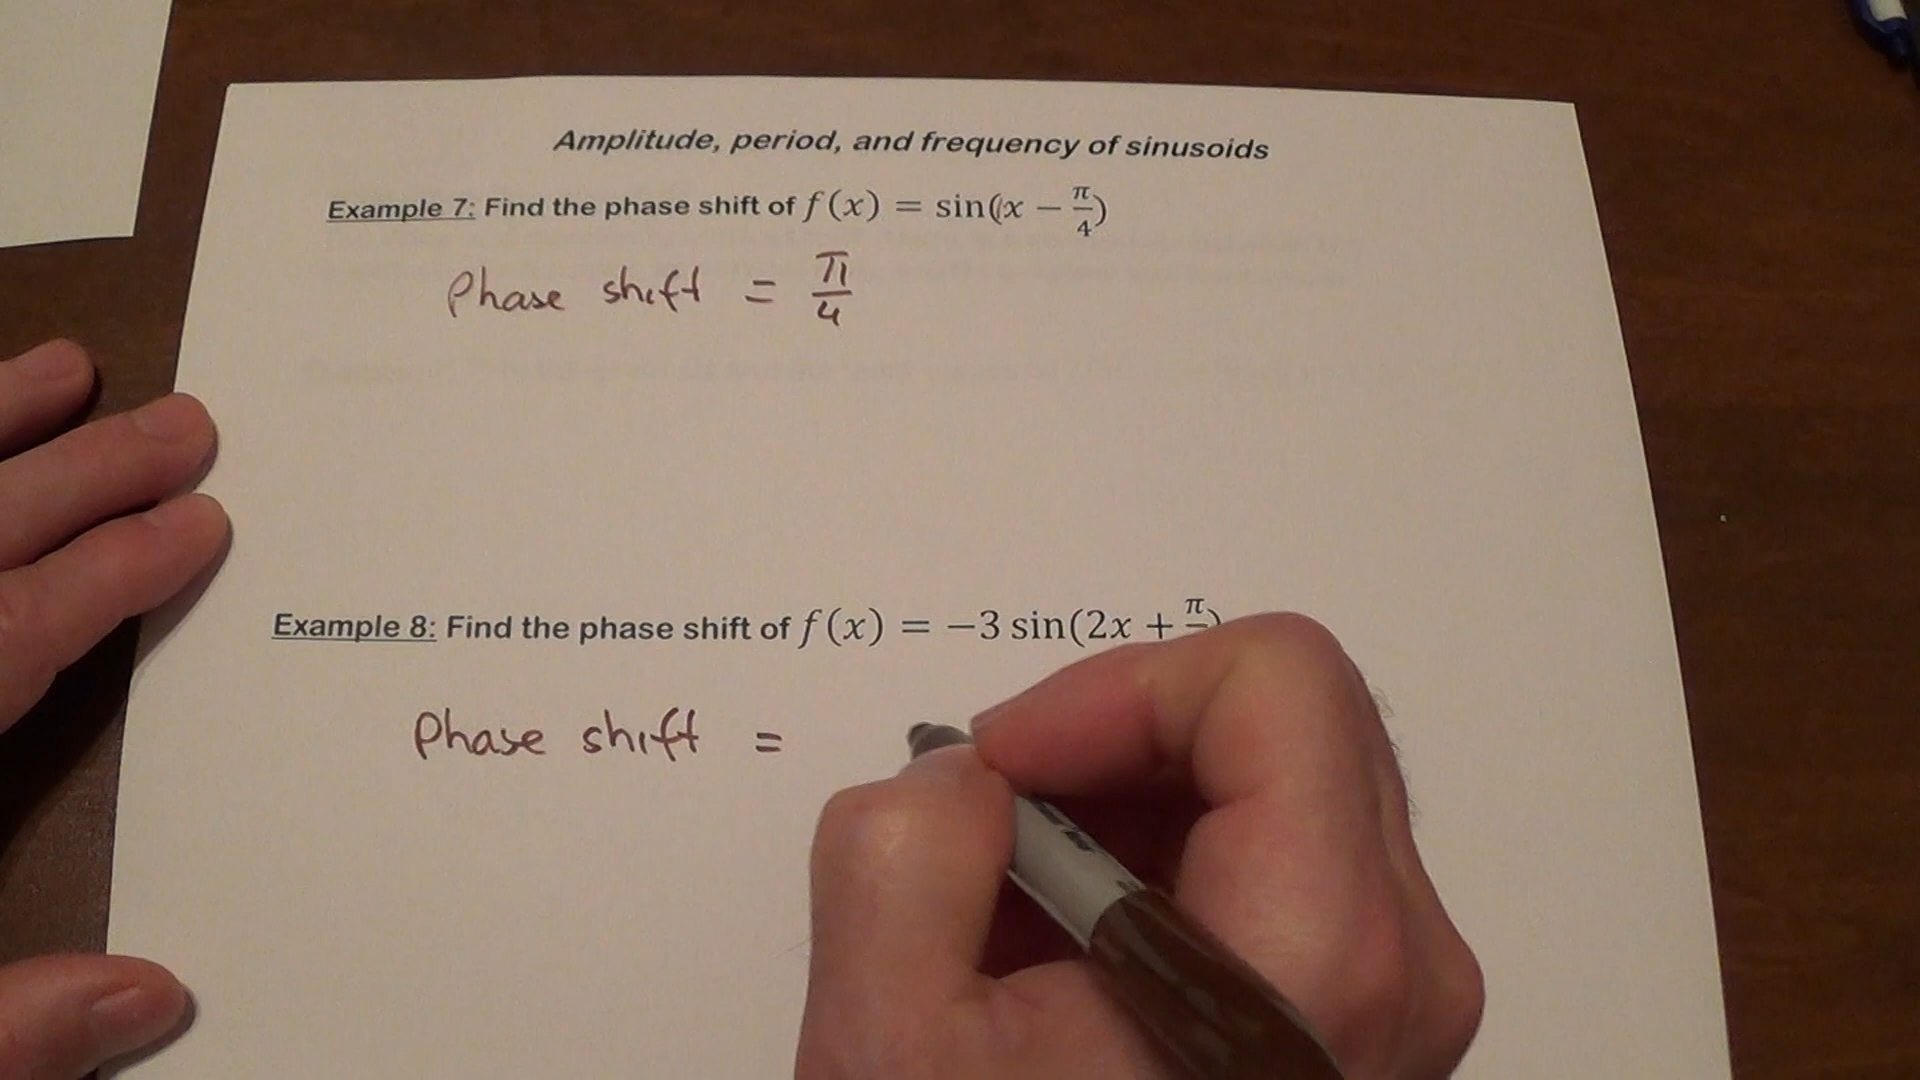 Amplitude, period, and frequency of sinusoids
Example 7: Find the phase shift of f(x) = sin(x − π/4)
Phase shift = π/4
Example 8: Find the phase shift of f(x) = −3 sin(2x + π
Phase shift =